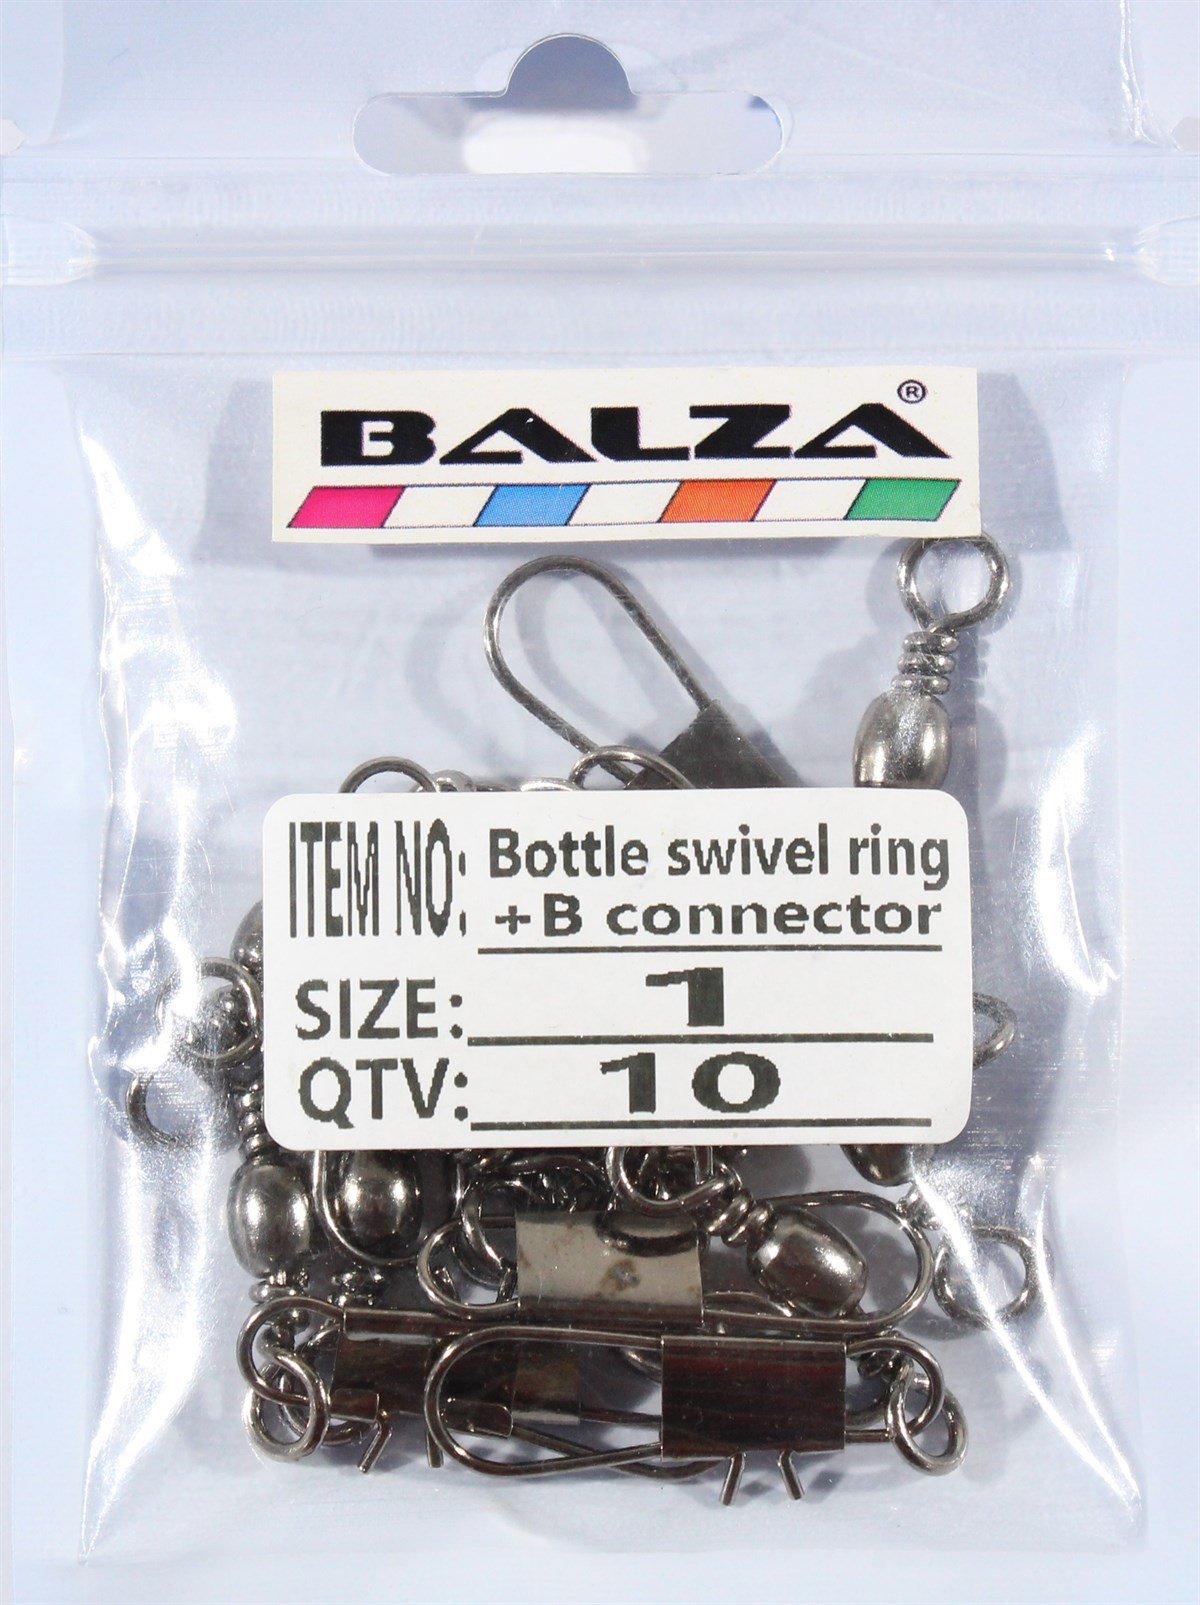 BALZA®
ITEM NO: Bottle swivel ring
+B connector
SIZE: 1
QTV: 10